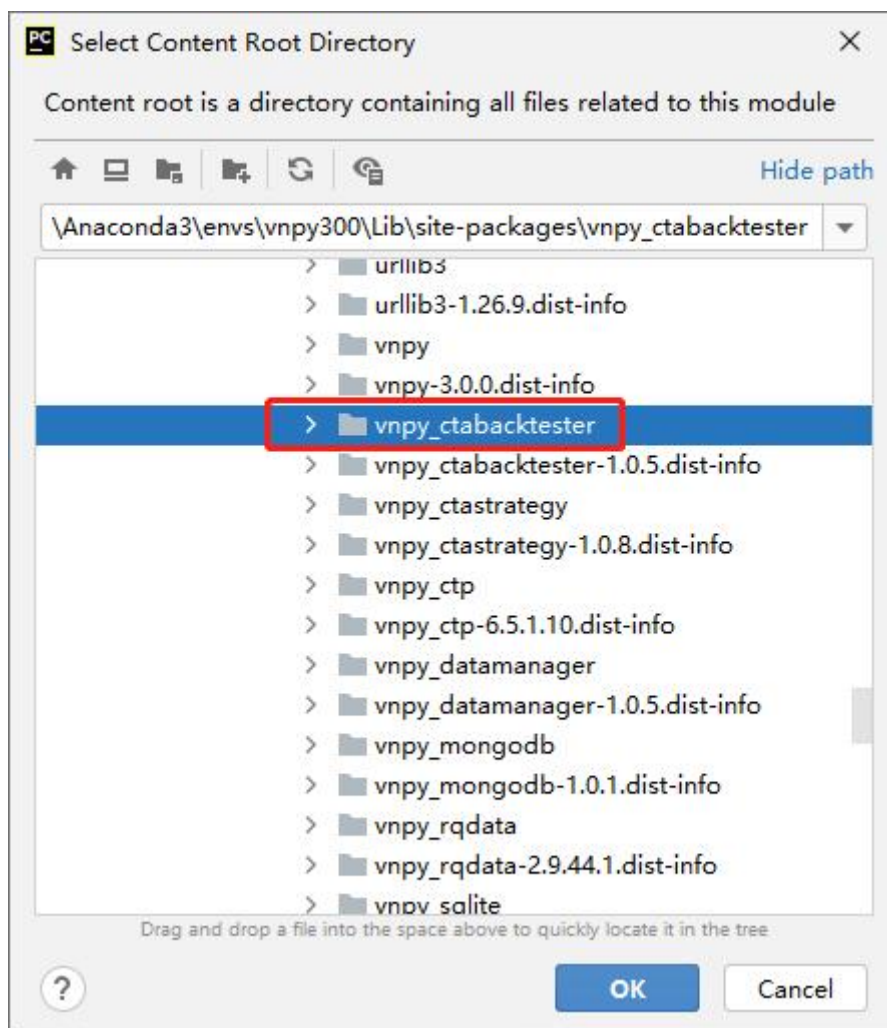 PC Select Content Root Directory
Content root is a directory containing all files related to this module
Hide path
\Anaconda3\envs\vnpy300\Lib\site-packages\vnpy_ctabacktester
urllib3
urllib3-1.26.9.dist-info
vnpy
vnpy-3.0.0.dist-info
vnpy_ctabacktester
vnpy_ctabacktester-1.0.5.dist-info
vnpy_ctastrategy
vnpy_ctastrategy-1.0.8.dist-info
vnpy_ctp
vnpy_ctp-6.5.1.10.dist-info
vnpy_datamanager
vnpy_datamanager-1.0.5.dist-info
vnpy_mongodb
vnpy_mongodb-1.0.1.dist-info
vnpy_rqdata
vnpy_rqdata-2.9.44.1.dist-info
vnpy_sqlite
Drag and drop a file into the space above to quickly locate it in the tree
? OK Cancel